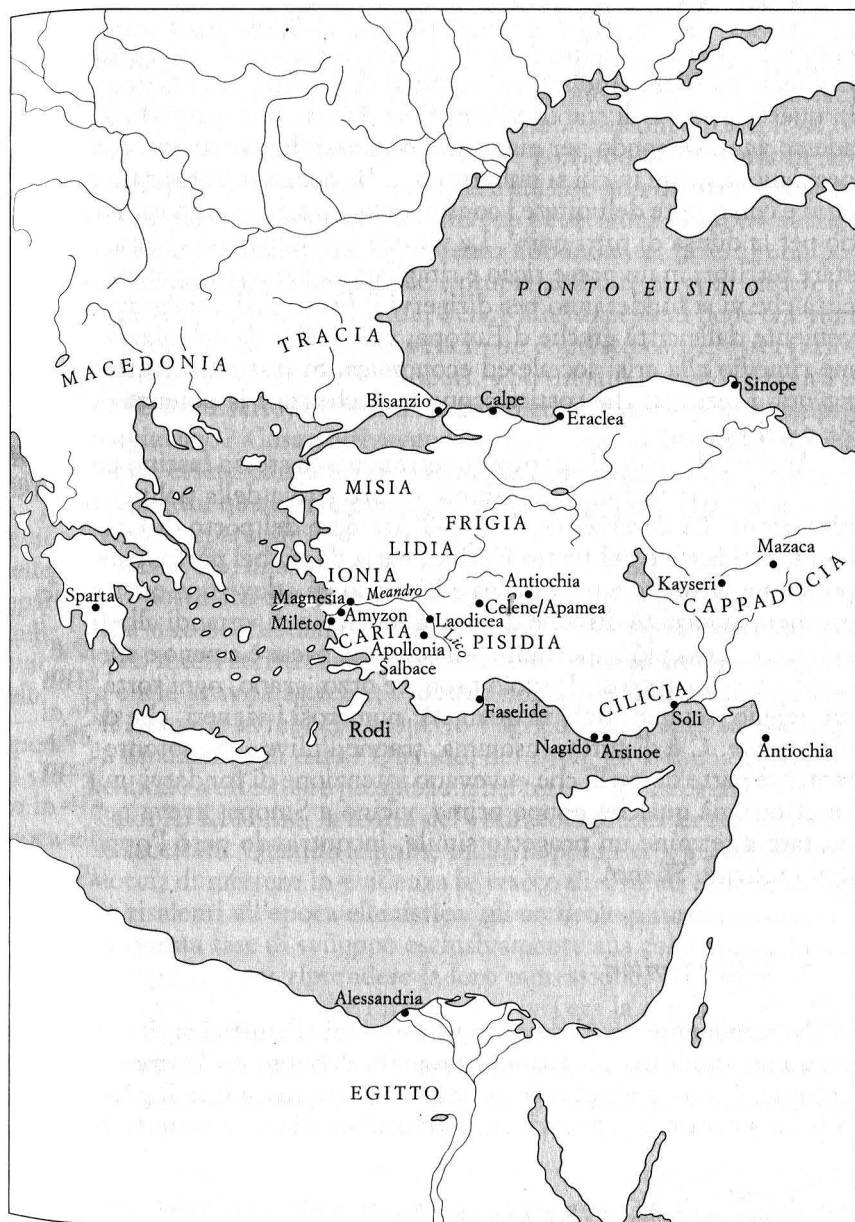 PONTO EUSINO
TRACIA
MACEDONIA
Sinope
Bisanzio
Calpe
Eraclea
MISIA
FRIGIA
LIDIA
Mazaca
IONIA
Antiochia
Kayseri
CAPPADOCIA
Magnesia
Meandro
Celene/Apamea
Sparta
Amyzon
Laodicea
Mileto
CARIA
Lico
PISIDIA
Apollonia
Salbace
CILICIA
Faselide
Soli
Rodi
Nagido
Arsinoe
Antiochia
Alessandria
EGITTO